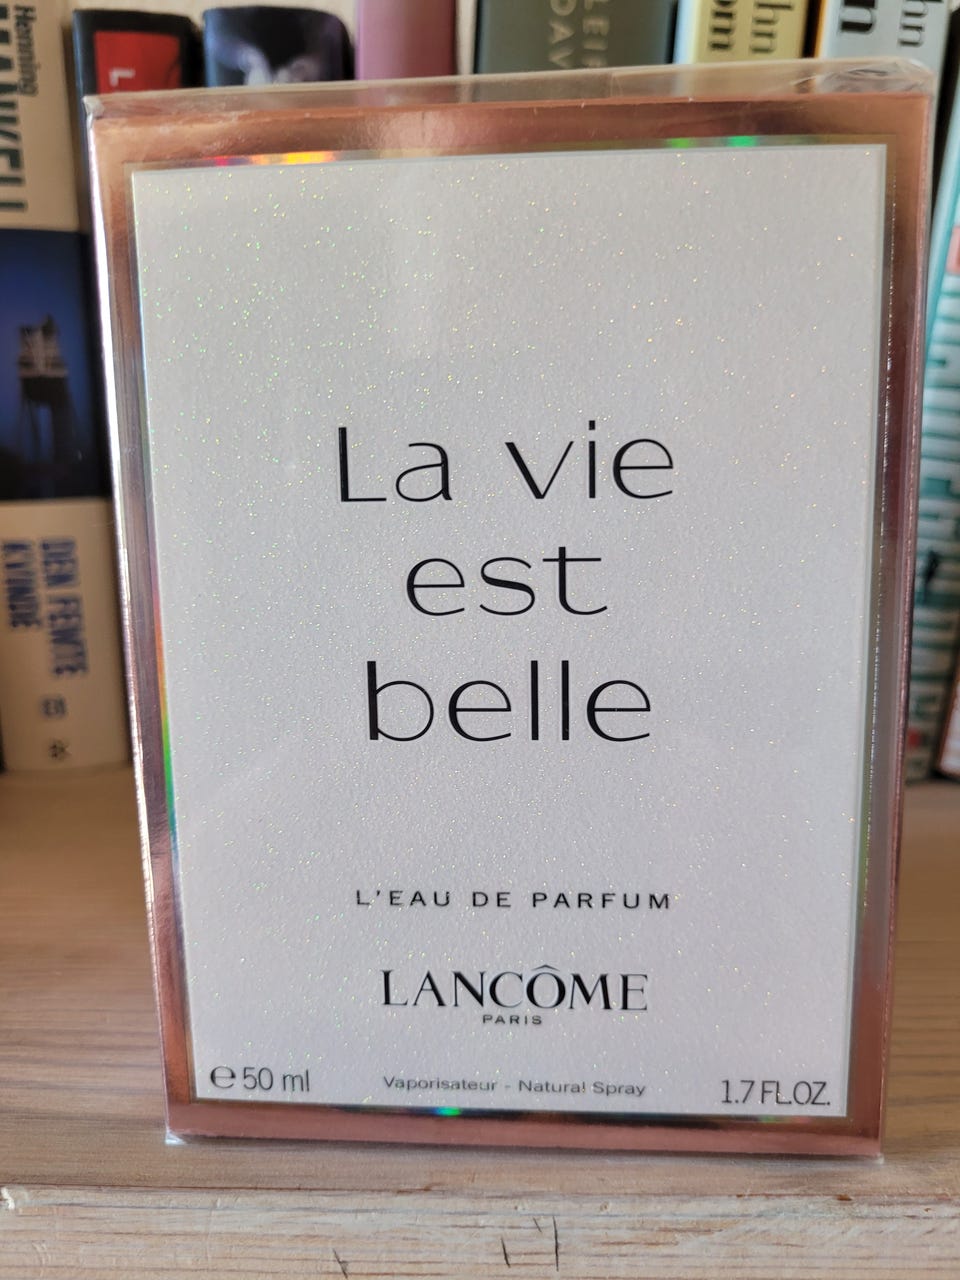 La vie
est
belle
L'EAU DE PARFUM
LANCÔME
PARIS
e 50 ml
Vaporisateur - Natural Spray
1.7 FL.OZ.
Henning
DEN FEMTE
KVINDE